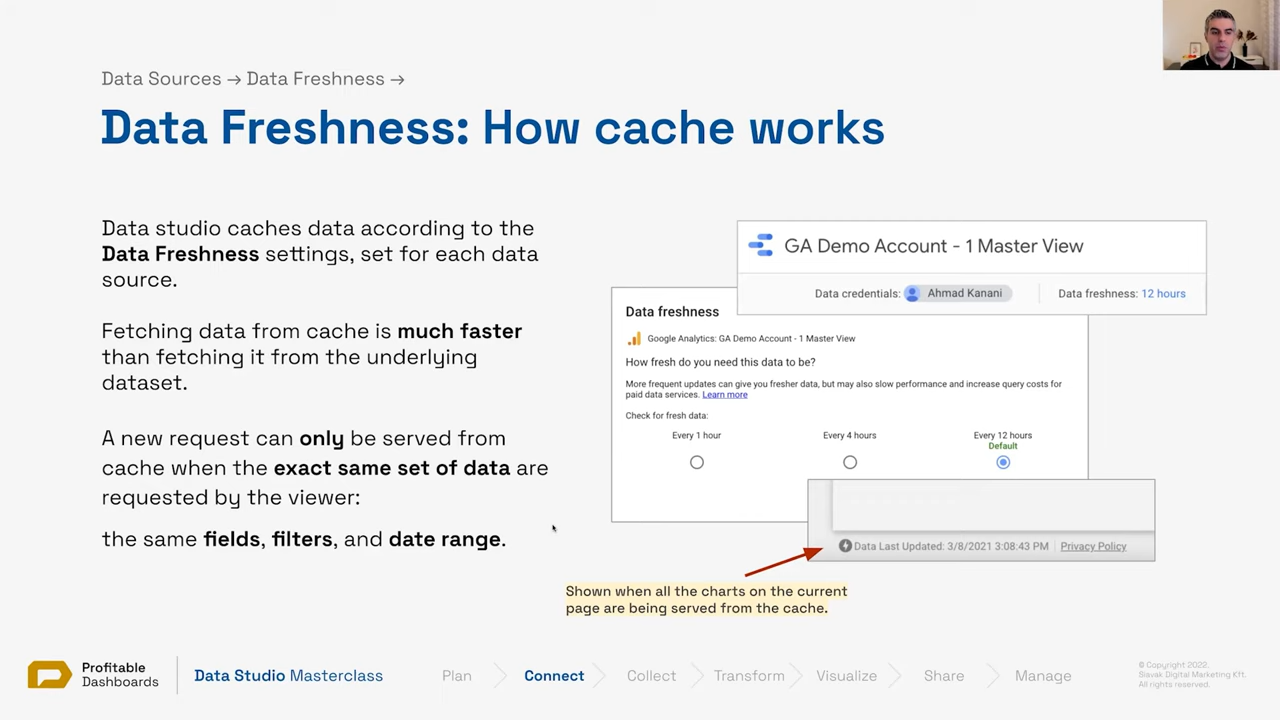 Data Sources → Data Freshness →
Data Freshness: How cache works
Data studio caches data according to the
Data Freshness settings, set for each data
source.
Fetching data from cache is much faster
than fetching it from the underlying
dataset.
A new request can only be served from
cache when the exact same set of data are
requested by the viewer:
the same fields, filters, and date range.
GA Demo Account - 1 Master View
Data credentials: Ahmad Kanani
Data freshness: 12 hours
Data freshness
Google Analytics: GA Demo Account - 1 Master View
How fresh do you need this data to be?
More frequent updates can give you fresher data, but may also slow performance and increase query costs for
paid data services. Learn more
Check for fresh data:
Every 1 hour
Every 4 hours
Every 12 hours
Default
Data Last Updated: 3/8/2021 3:08:43 PM
Privacy Policy
Shown when all the charts on the current
page are being served from the cache.
Profitable
Dashboards
Data Studio Masterclass
Plan
Connect
Collect
Transform
Visualize
Share
Manage
© Copyright 2022.
Slavak Digital Marketing Kft.
All rights reserved.